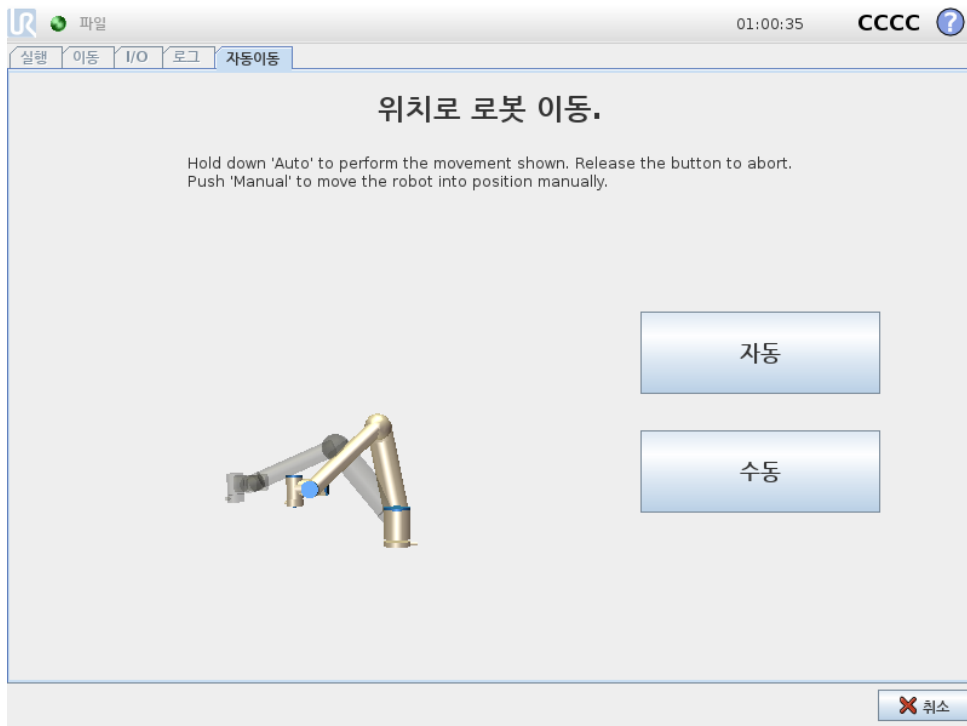 UR 파일 01:00:35 CCCC ?
실행 이동 I/O 로그 자동이동
위치로 로봇 이동.
Hold down 'Auto' to perform the movement shown. Release the button to abort.
Push 'Manual' to move the robot into position manually.
자동
수동
취소